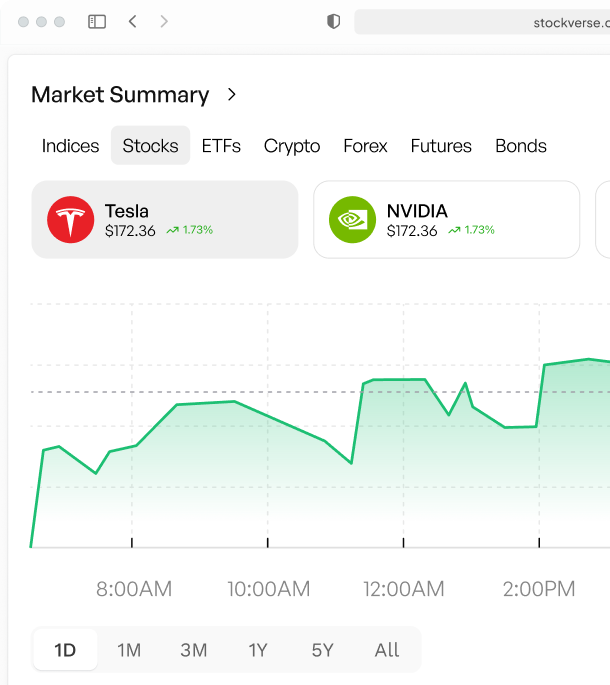 stockverse.c
Market Summary
Indices Stocks ETFs Crypto Forex Futures Bonds
Tesla NVIDIA
$172.36 1.73% $172.36 1.73%
8:00AM 10:00AM 12:00AM 2:00PM
1D 1M 3M 1Y 5Y All